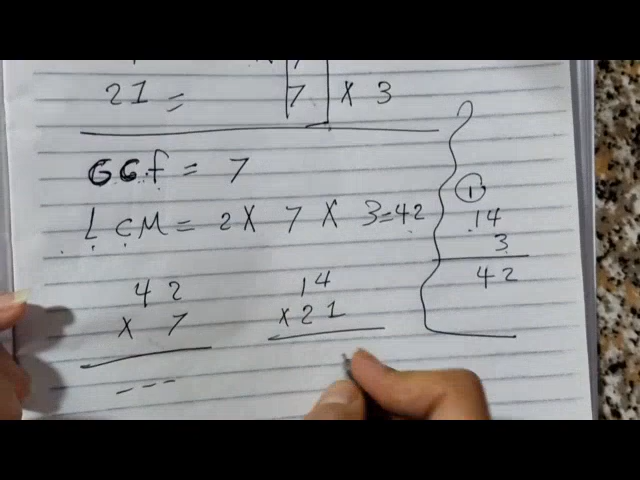 21 = 7 X 3
GCf = 7
LCM = 2 X 7 X 3 = 42
1
14
3
42
42
X 7
14
X 21